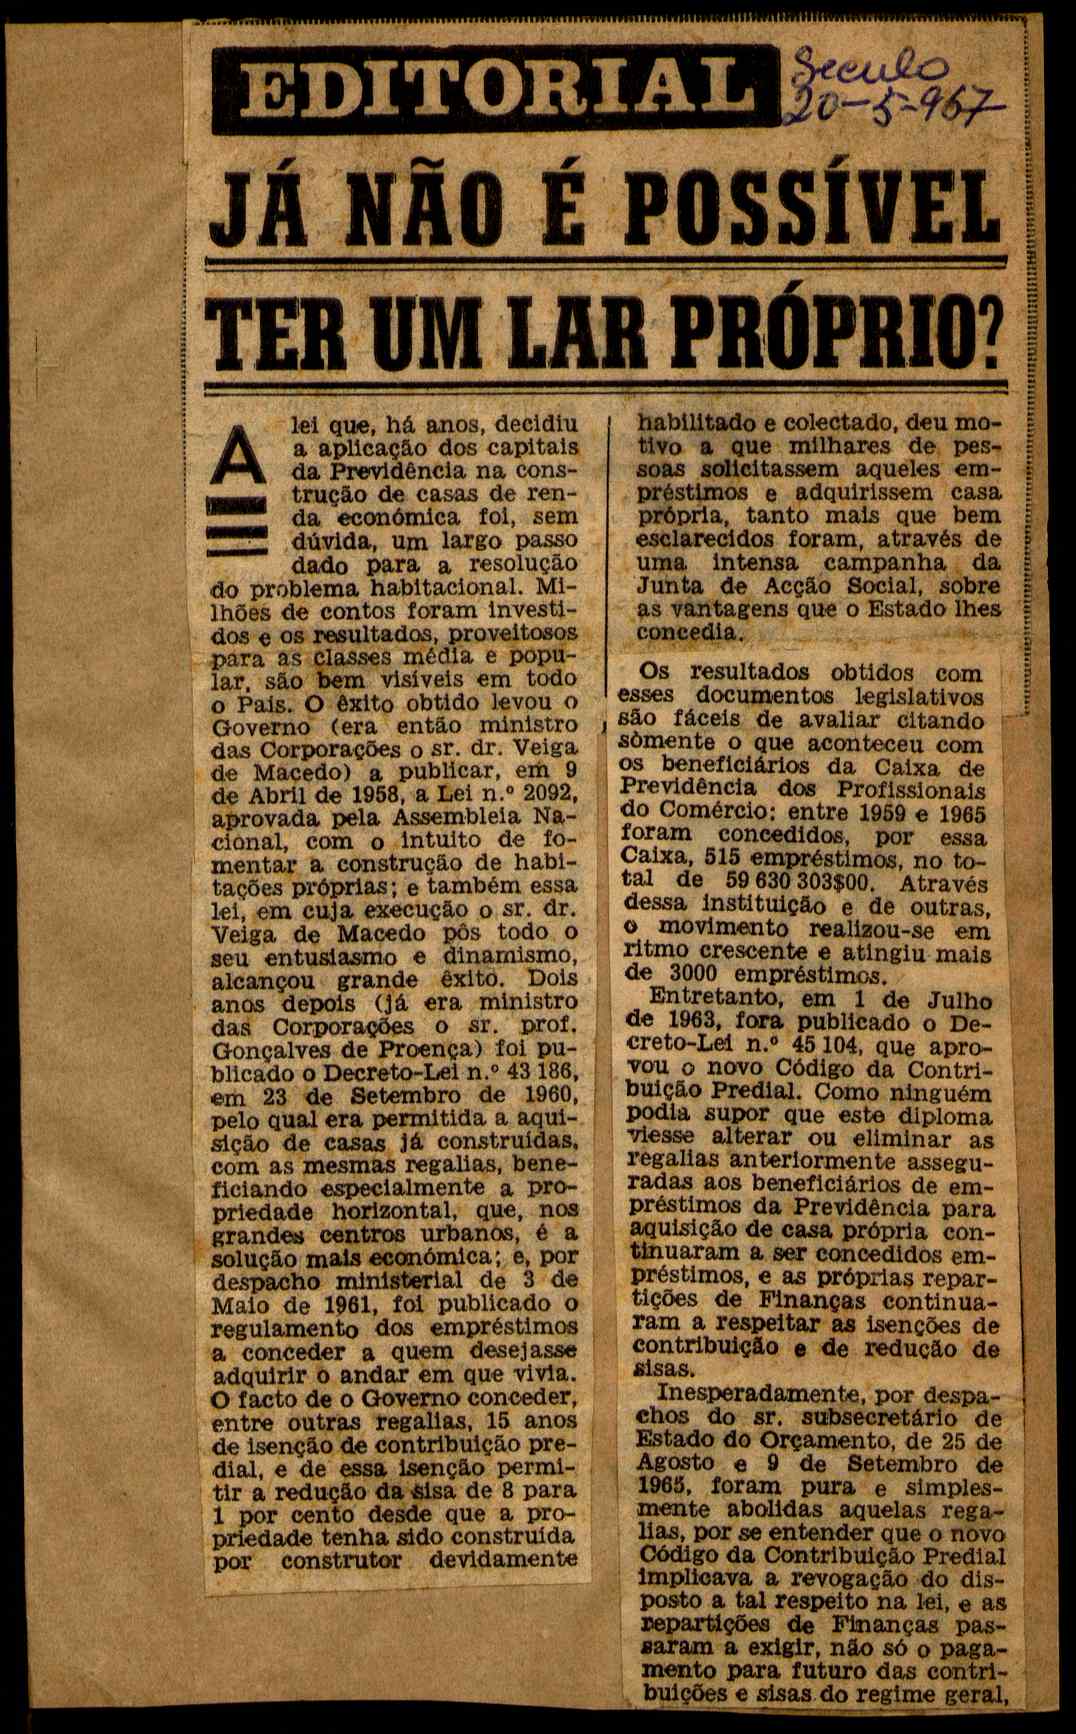 EDITORIAL
Seculo
20-5-967
JÁ NÃO É POSSÍVEL
TER UM LAR PRÓPRIO?
A lei que, há anos, decidiu
a aplicação dos capitais
da Previdência na cons-
trução de casas de ren-
da económica foi, sem
dúvida, um largo passo
dado para a resolução
do problema habitacional. Mi-
lhões de contos foram investi-
dos e os resultados, proveitosos
para as classes média e popu-
lar, são bem visíveis em todo
o País. O êxito obtido levou o
Governo (era então ministro
das Corporações o sr. dr. Veiga
de Macedo) a publicar, em 9
de Abril de 1958, a Lei n.º 2092,
aprovada pela Assembleia Na-
cional, com o intuito de fo-
mentar a construção de habi-
tações próprias; e também essa
lei, em cuja execução o sr. dr.
Veiga de Macedo pôs todo o
seu entusiasmo e dinamismo,
alcançou grande êxito. Dois
anos depois (já era ministro
das Corporações o sr. prof.
Gonçalves de Proença) foi pu-
blicado o Decreto-Lei n.º 43 186,
em 23 de Setembro de 1960,
pelo qual era permitida a aqui-
sição de casas já construídas,
com as mesmas regalias, bene-
ficiando especialmente a pro-
priedade horizontal, que, nos
grandes centros urbanos, é a
solução mais económica; e, por
despacho ministerial de 3 de
Maio de 1961, foi publicado o
regulamento dos empréstimos
a conceder a quem desejasse
adquirir o andar em que vivia.
O facto de o Governo conceder,
entre outras regalias, 15 anos
de isenção de contribuição pre-
dial, e de essa isenção permi-
tir a redução da sisa de 8 para
1 por cento desde que a pro-
priedade tenha sido construída
por construtor devidamente
habilitado e colectado, deu mo-
tivo a que milhares de pes-
soas solicitassem aqueles em-
préstimos e adquirissem casa
própria, tanto mais que bem
esclarecidos foram, através de
uma intensa campanha da
Junta de Acção Social, sobre
as vantagens que o Estado lhes
concedia.
Os resultados obtidos com
esses documentos legislativos
são fáceis de avaliar citando
sòmente o que aconteceu com
os beneficiários da Caixa de
Previdência dos Profissionais
do Comércio: entre 1959 e 1965
foram concedidos, por essa
Caixa, 515 empréstimos, no to-
tal de 59 630 303$00. Através
dessa instituição e de outras,
o movimento realizou-se em
ritmo crescente e atingiu mais
de 3000 empréstimos.
Entretanto, em 1 de Julho
de 1963, fora publicado o De-
creto-Lei n.º 45 104, que apro-
vou o novo Código da Contri-
buição Predial. Como ninguém
podia supor que este diploma
viesse alterar ou eliminar as
regalias anteriormente assegu-
radas aos beneficiários de em-
préstimos da Previdência para
aquisição de casa própria con-
tinuaram a ser concedidos em-
préstimos, e as próprias repar-
tições de Finanças continua-
ram a respeitar as isenções de
contribuição e de redução de
sisas.
Inesperadamente, por despa-
chos do sr. subsecretário de
Estado do Orçamento, de 25 de
Agosto e 9 de Setembro de
1965, foram pura e simples-
mente abolidas aquelas rega-
lias, por se entender que o novo
Código da Contribuição Predial
implicava a revogação do dis-
posto a tal respeito na lei, e as
repartições de Finanças pas-
saram a exigir, não só o paga-
mento para futuro das contri-
buições e sisas do regime geral,